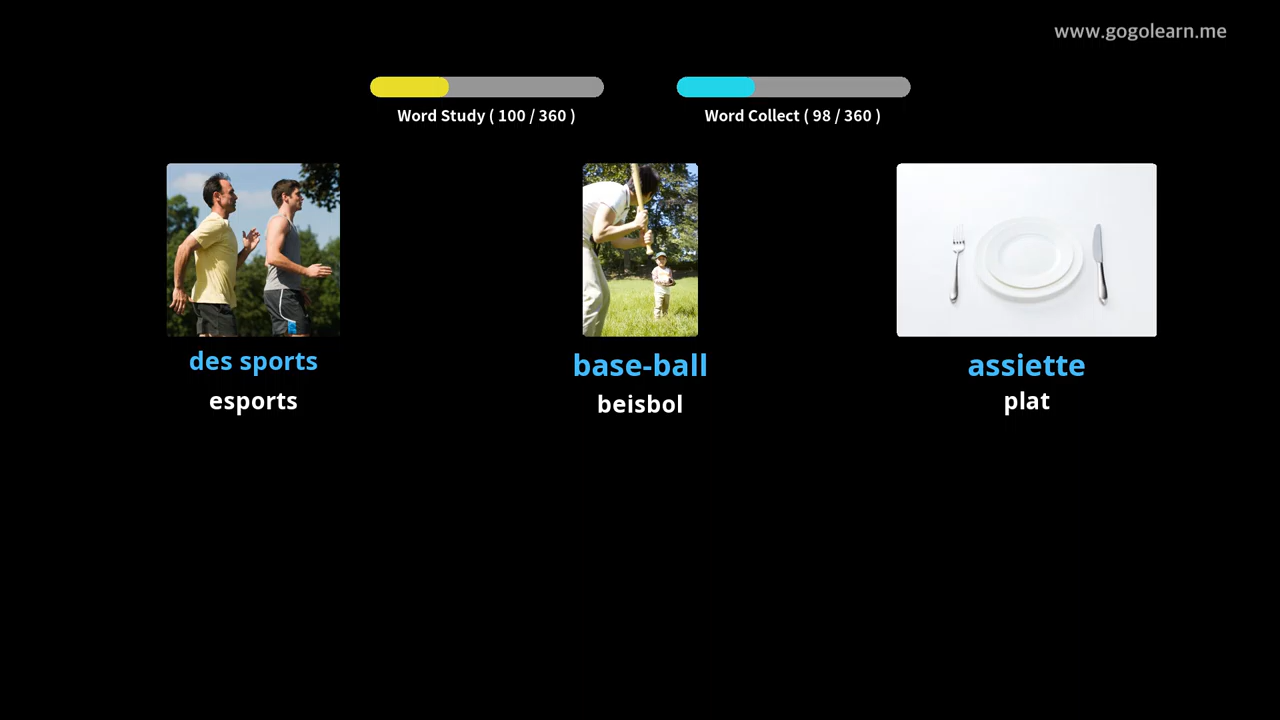 www.gogolearn.me
Word Study ( 100 / 360 )
Word Collect ( 98 / 360 )
des sports
esports
base-ball
beisbol
assiette
plat